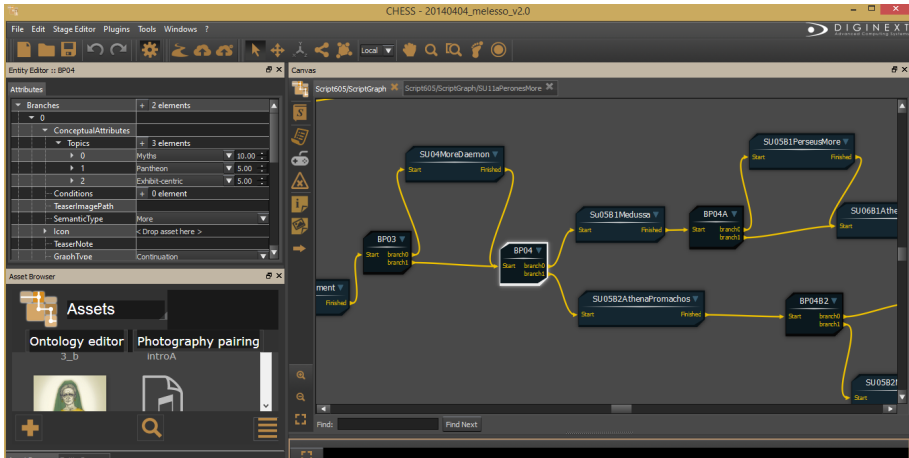 CHESS - 20140404_melesso_v2.0
File Edit Stage Editor Plugins Tools Windows ?
DIGINEXT
Advanced Computing Systems
Local
Entity Editor :: BP04
Canvas
Attributes
Script605/ScriptGraph
Script605/ScriptGraph/SU11aPeronesMore
Branches + 2 elements
0
ConceptualAttributes
Topics + 3 elements
0 Myths 10.00
1 Pantheon 5.00
2 Exhibit-centric 5.00
Conditions + 0 element
TeaserImagePath
SemanticType More
Icon < Drop asset here >
TeaserNote
GraphType Continuation
Asset Browser
Assets
Ontology editor Photography pairing
3_b introA
SU04MoreDaemon
Start Finished
SU05B1PerseusMore
Start Finished
Su05B1Medussa
Start Finished
BP04A
Start branch0
branch1
SU06B1Athe
Start
BP03
Start branch0
branch1
BP04
Start branch0
branch1
ment
Finished
SU05B2AthenaPromachos
Start Finished
BP04B2
Start branch0
branch1
SU05B2I
Start
Find: Find Next